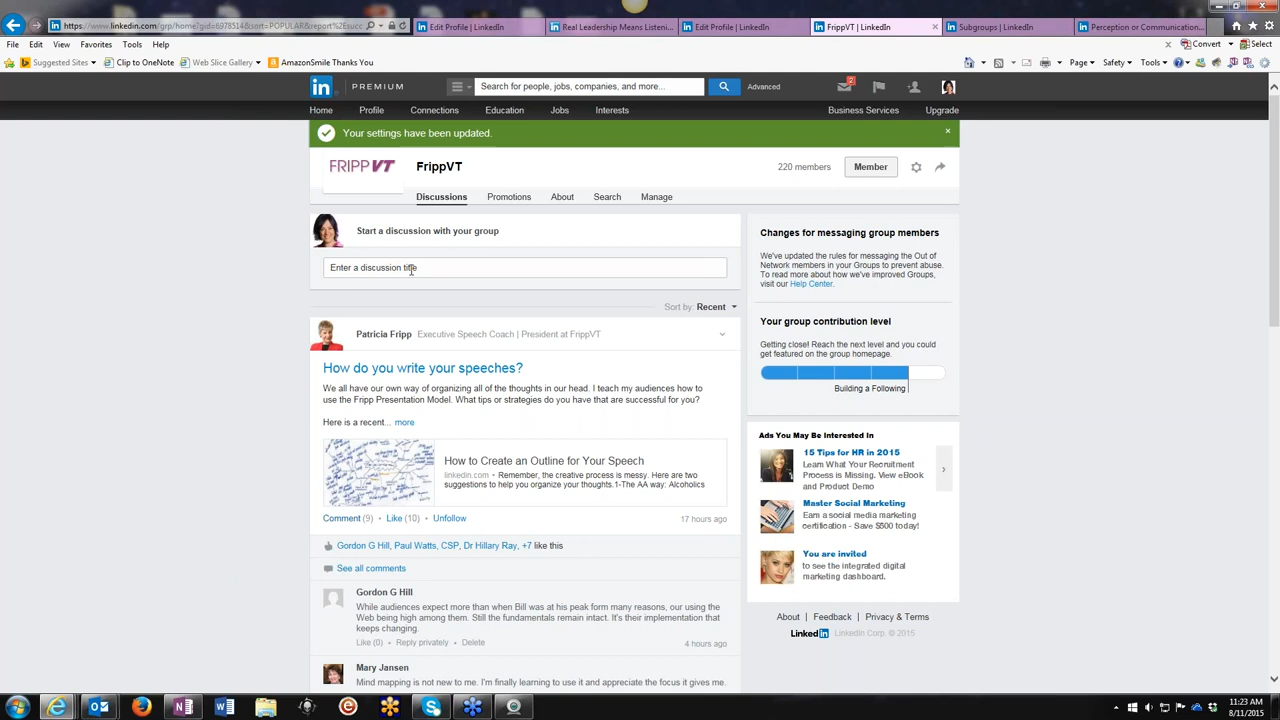 https://www.linkedin.com/grp/home?gid=6978514&sort=POPULAR&report%5Esucc
Edit Profile | LinkedIn
Real Leadership Means Listeni...
Edit Profile | LinkedIn
FrippVT | LinkedIn
Subgroups | LinkedIn
Perception or Communication...
File Edit View Favorites Tools Help
Convert Select
Suggested Sites Clip to OneNote Web Slice Gallery AmazonSmile Thank You
Page Safety Tools
in PREMIUM
Search for people, jobs, companies, and more...
Advanced
2
Home Profile Connections Education Jobs Interests
Business Services Upgrade
Your settings have been updated.
FRIPPVT
FrippVT
220 members
Member
Discussions Promotions About Search Manage
Start a discussion with your group
Enter a discussion title
Sort by: Recent
Patricia Fripp Executive Speech Coach | President at FrippVT
How do you write your speeches?
We all have our own way of organizing all of the thoughts in our head. I teach my audiences how to
use the Fripp Presentation Model. What tips or strategies do you have that are successful for you?
Here is a recent... more
How to Create an Outline for Your Speech
linkedin.com • Remember, the creative process is messy. Here are two
suggestions to help you organize your thoughts.1-The AA way: Alcoholics
Comment (9) • Like (10) • Unfollow
17 hours ago
Gordon G Hill, Paul Watts, CSP, Dr Hillary Ray, +7 like this
See all comments
Gordon G Hill
While audiences expect more than when Bill was at his peak form many reasons, our using the
Web being high among them. Still the fundamentals remain intact. It's their implementation that
keeps changing.
Like (0) • Reply privately • Delete
4 hours ago
Mary Jansen
Mind mapping is not new to me. I'm finally learning to use it and appreciate the focus it gives me.
Changes for messaging group members
We've updated the rules for messaging the Out of
Network members in your Groups to prevent abuse.
To read more about how we've improved Groups,
visit our Help Center.
Your group contribution level
Getting close! Reach the next level and you could
get featured on the group homepage.
Building a Following
Ads You May Be Interested In
15 Tips for HR in 2015
Learn What Your Recruitment
Process is Missing. View eBook
and Product Demo
Master Social Marketing
Earn a social media marketing
certification - Save $500 today!
You are invited
to see the integrated digital
marketing dashboard.
About | Feedback | Privacy & Terms
Linked in LinkedIn Corp. © 2015
11:23 AM
8/11/2015